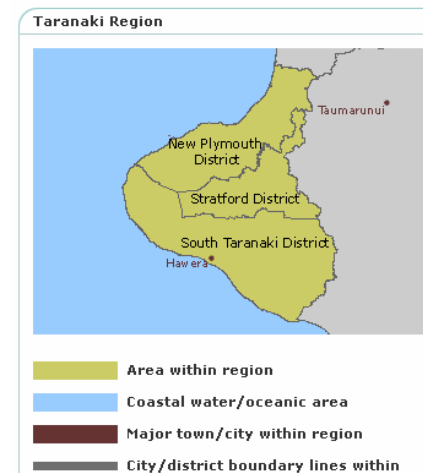 Taranaki Region
Taumarunui
New Plymouth
District
Stratford District
South Taranaki District
Hawera
Area within region
Coastal water/oceanic area
Major town/city within region
City/district boundary lines within